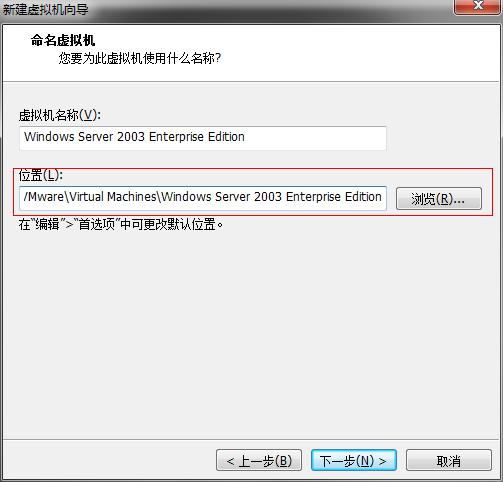 新建虚拟机向导
命名虚拟机
您要为此虚拟机使用什么名称?
虚拟机名称(V):
Windows Server 2003 Enterprise Edition
位置(L):
/Mware\Virtual Machines\Windows Server 2003 Enterprise Edition
浏览(R)...
在"编辑">"首选项"中可更改默认位置。
< 上一步(B)
下一步(N) >
取消